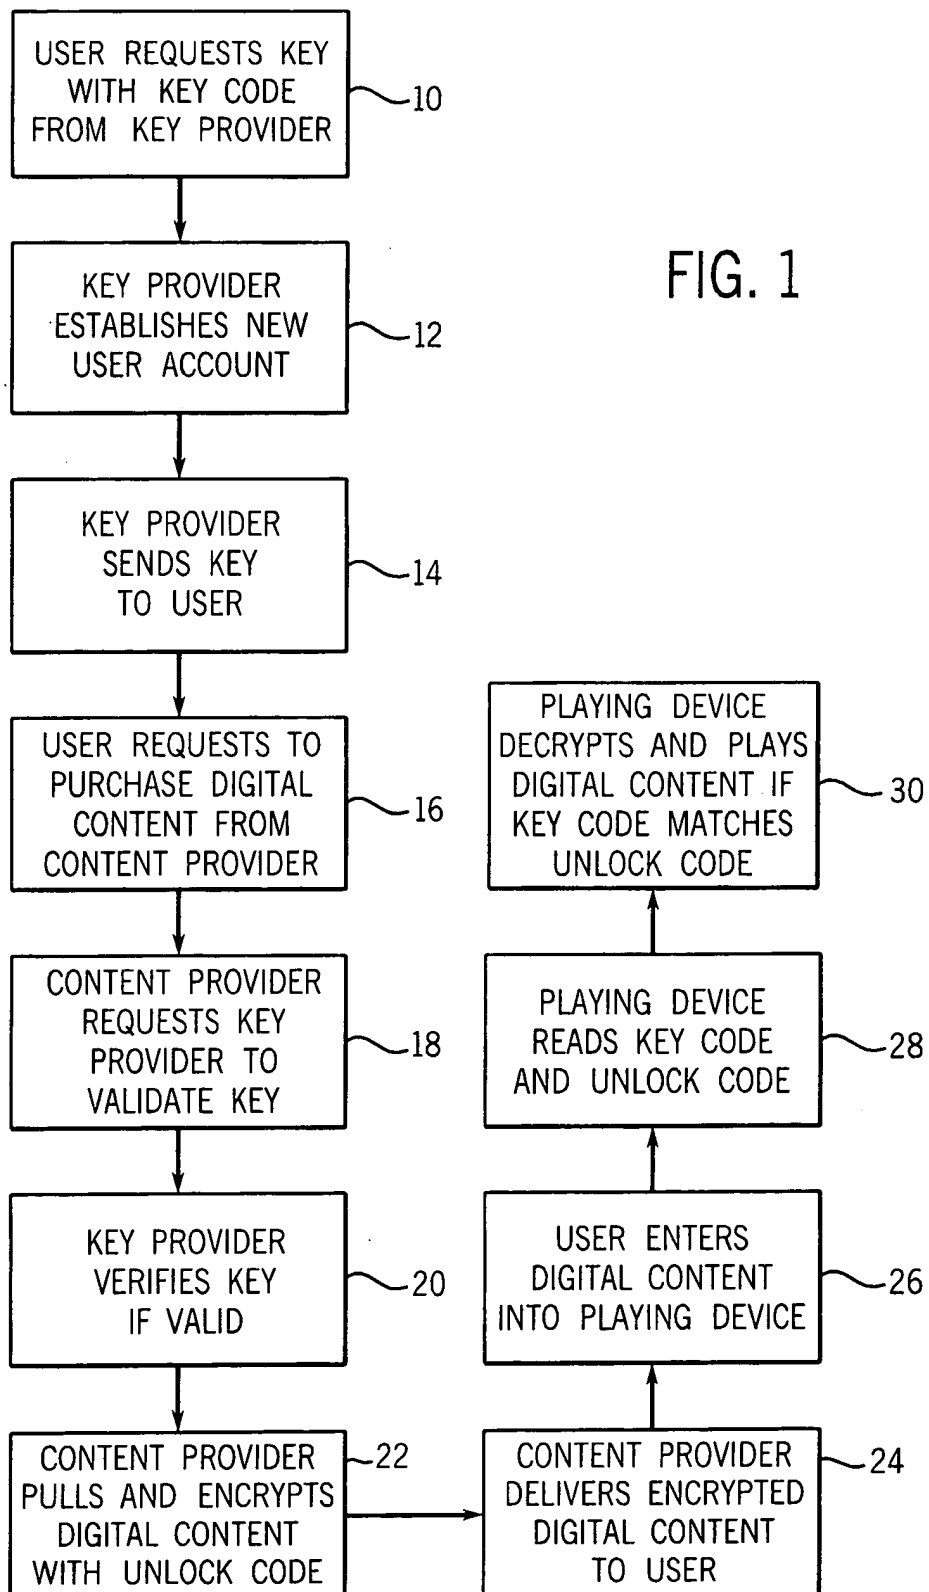 USER REQUESTS KEY
WITH KEY CODE
FROM KEY PROVIDER
10
KEY PROVIDER
ESTABLISHES NEW
USER ACCOUNT
12
FIG. 1
KEY PROVIDER
SENDS KEY
TO USER
14
USER REQUESTS TO
PURCHASE DIGITAL
CONTENT FROM
CONTENT PROVIDER
16
CONTENT PROVIDER
REQUESTS KEY
PROVIDER TO
VALIDATE KEY
18
KEY PROVIDER
VERIFIES KEY
IF VALID
20
CONTENT PROVIDER
PULLS AND ENCRYPTS
DIGITAL CONTENT
WITH UNLOCK CODE
22
CONTENT PROVIDER
DELIVERS ENCRYPTED
DIGITAL CONTENT
TO USER
24
USER ENTERS
DIGITAL CONTENT
INTO PLAYING DEVICE
26
PLAYING DEVICE
READS KEY CODE
AND UNLOCK CODE
28
PLAYING DEVICE
DECRYPTS AND PLAYS
DIGITAL CONTENT IF
KEY CODE MATCHES
UNLOCK CODE
30